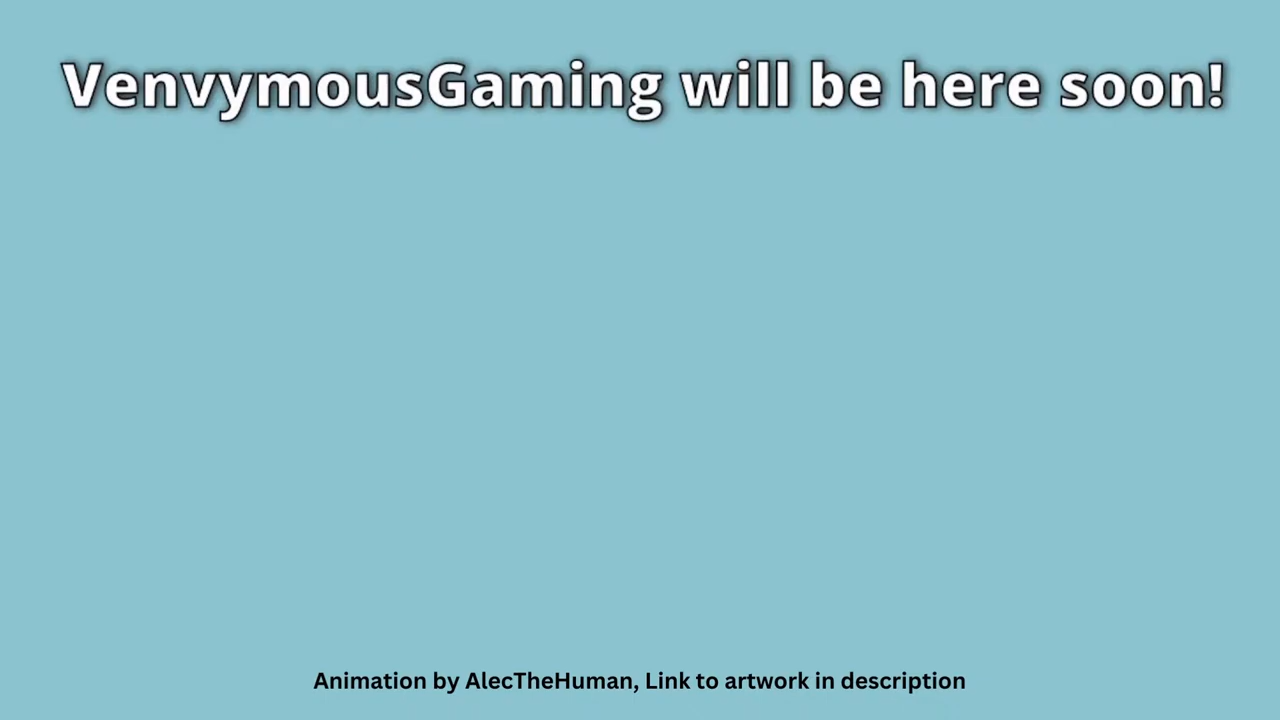 VenvymousGaming will be here soon!
Animation by AlecTheHuman, Link to artwork in description